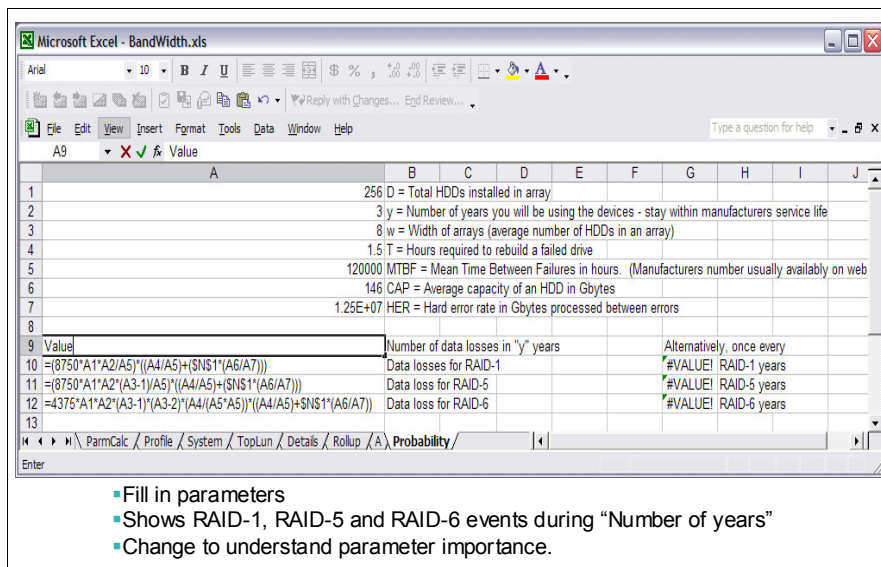 Microsoft Excel - BandWidth.xls
Arial 10 B I U $ % ,
Reply with Changes... End Review...
File Edit View Insert Format Tools Data Window Help Type a question for help
A9 fx Value
A B C D E F G H I J
1 256 D = Total HDDs installed in array
2 3 y = Number of years you will be using the devices - stay within manufacturers service life
3 8 w = Width of arrays (average number of HDDs in an array)
4 1.5 T = Hours required to rebuild a failed drive
5 120000 MTBF = Mean Time Between Failures in hours. (Manufacturers number usually availably on web
6 146 CAP = Average capacity of an HDD in Gbytes
7 1.25E+07 HER = Hard error rate in Gbytes processed between errors
8
9 Value Number of data losses in "y" years Alternatively, once every
10 =(8750*A1*A2/A5)*((A4/A5)+($N$1*(A6/A7))) Data losses for RAID-1 #VALUE! RAID-1 years
11 =(8750*A1*A2*(A3-1)/A5)*((A4/A5)+($N$1*(A6/A7))) Data loss for RAID-5 #VALUE! RAID-5 years
12 =4375*A1*A2*(A3-1)*(A3-2)*(A4/(A5*A5))*((A4/A5)+$N$1*(A6/A7)) Data loss for RAID-6 #VALUE! RAID-6 years
13
ParmCalc / Profile / System / TopLun / Details / Rollup / A \ Probability /
Enter
▪Fill in parameters
▪Shows RAID-1, RAID-5 and RAID-6 events during “Number of years”
▪Change to understand parameter importance.